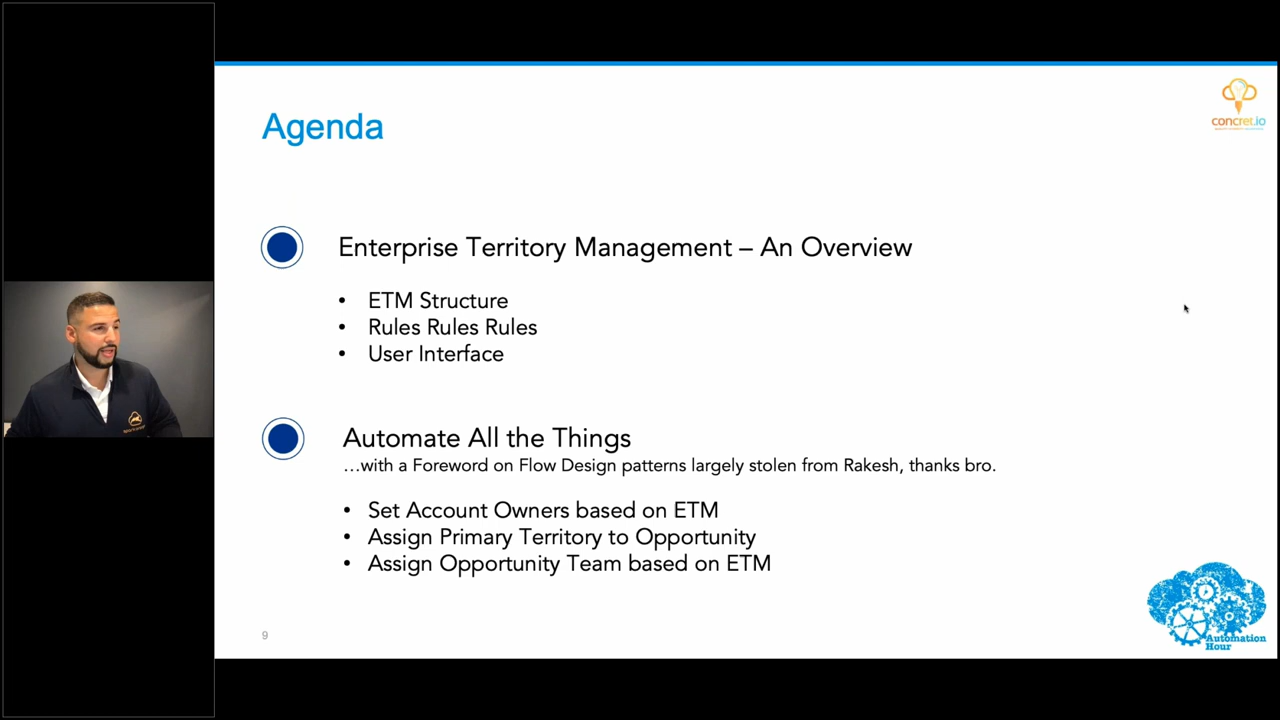 Agenda
concret.io
Enterprise Territory Management – An Overview
• ETM Structure
• Rules Rules Rules
• User Interface
Automate All the Things
…with a Foreword on Flow Design patterns largely stolen from Rakesh, thanks bro.
• Set Account Owners based on ETM
• Assign Primary Territory to Opportunity
• Assign Opportunity Team based on ETM
9
Automation
Hour